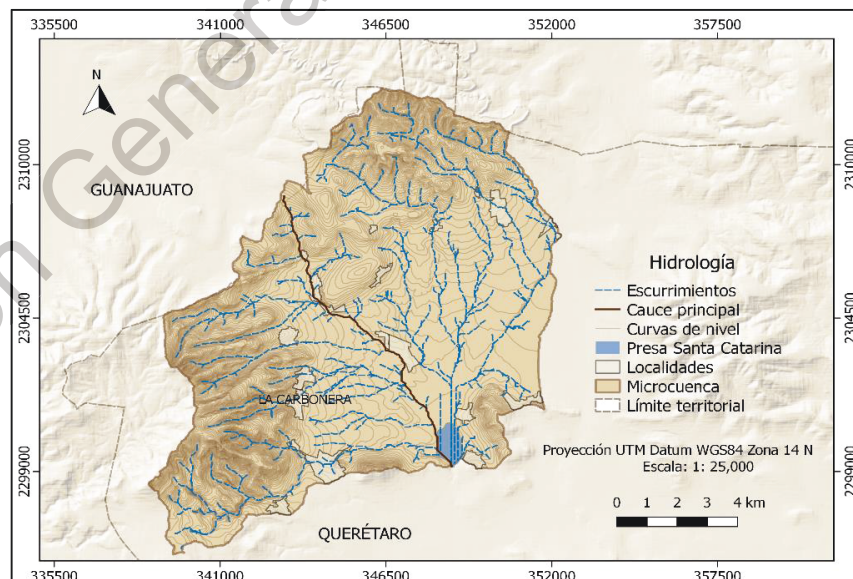 335500 341000 346500 352000 357500
N
2310000 2310000
GUANAJUATO
Hidrología
Escurrimientos
Cauce principal
Curvas de nivel
Presa Santa Catarina
Localidades
Microcuenca
Límite territorial
2304500 2304500
LA CARBONERA
Proyección UTM Datum WGS84 Zona 14 N
Escala: 1: 25,000
2299000 2299000
0 1 2 3 4 km
QUERÉTARO
335500 341000 346500 352000 357500
ón Genera